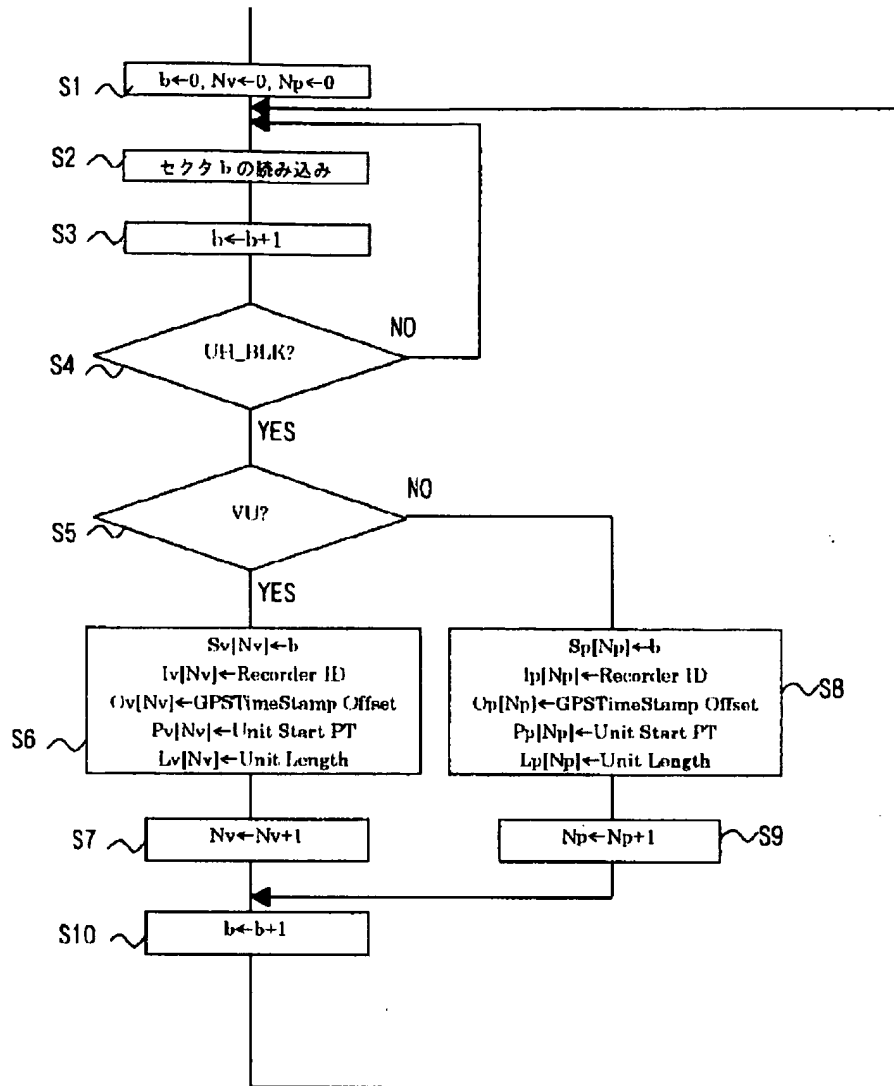 S1
b←0, Nv←0, Np←0
S2
セクタ b の読み込み
S3
b←b+1
S4
UH_BLK?
NO
YES
S5
VU?
NO
YES
S6
Sv[Nv]←b
Iv[Nv]←Recorder ID
Ov[Nv]←GPSTimeStamp Offset
Pv[Nv]←Unit Start PT
Lv[Nv]←Unit Length
Sp[Np]←b
Ip[Np]←Recorder ID
Op[Np]←GPSTimeStamp Offset
Pp[Np]←Unit Start PT
Lp[Np]←Unit Length
S8
S7
Nv←Nv+1
Np←Np+1
S9
S10
b←b+1